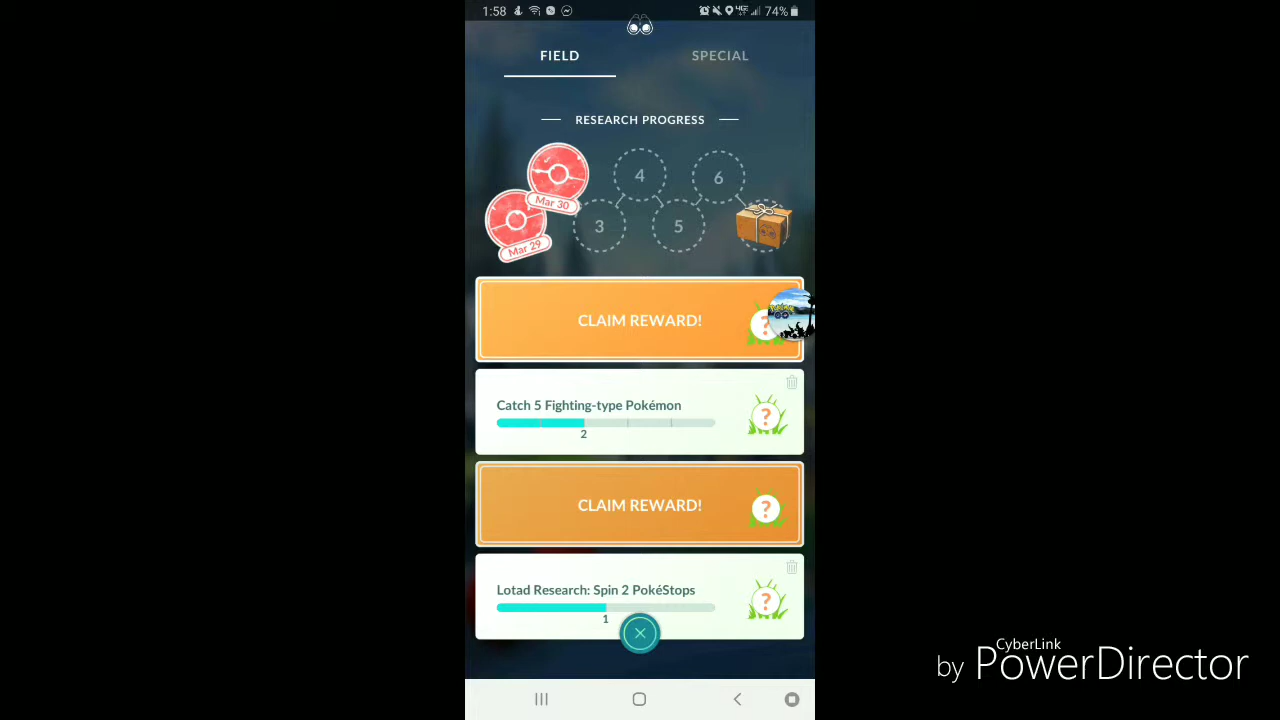 1:58
74%
FIELD
SPECIAL
RESEARCH PROGRESS
4
6
Mar 30
3
5
Mar 29
CLAIM REWARD!
?
Catch 5 Fighting-type Pokémon
?
2
CLAIM REWARD!
?
Lotad Research: Spin 2 PokéStops
?
1
CyberLink
by PowerDirector